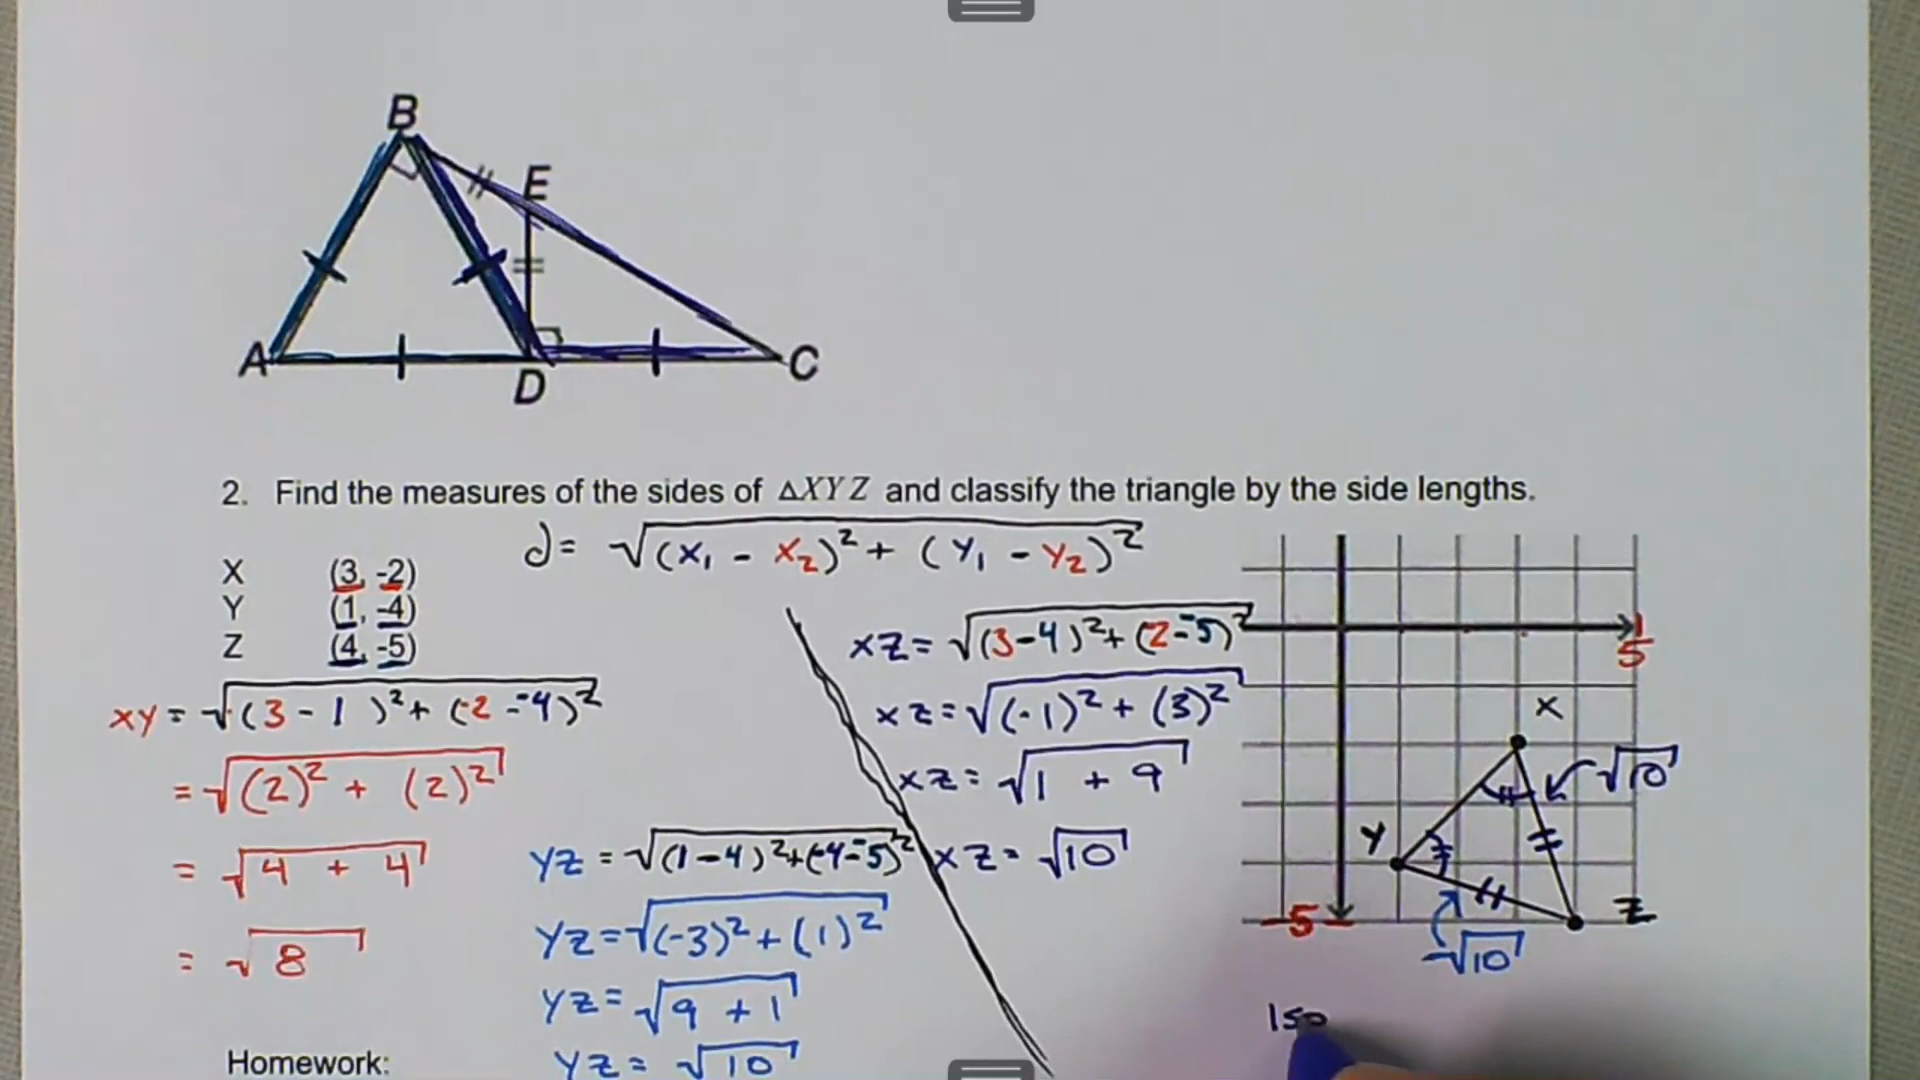 B
E
A
D
C
2. Find the measures of the sides of △XYZ and classify the triangle by the side lengths.
d = √(x₁ - x₂)² + (y₁ - y₂)²
X (3, -2)
Y (1, -4)
Z (4, -5)
XY = √(3 - 1)² + (-2 - -4)²
= √(2)² + (2)²
= √4 + 4
= √8
YZ = √(1 - 4)² + (-4 - -5)²
YZ = √(-3)² + (1)²
YZ = √9 + 1
YZ = √10
XZ = √(3 - 4)² + (2 - -5)²
XZ = √(-1)² + (3)²
XZ = √1 + 9
XZ = √10
5
X
√10
Y
Z
-5
√10
Iso
Homework: